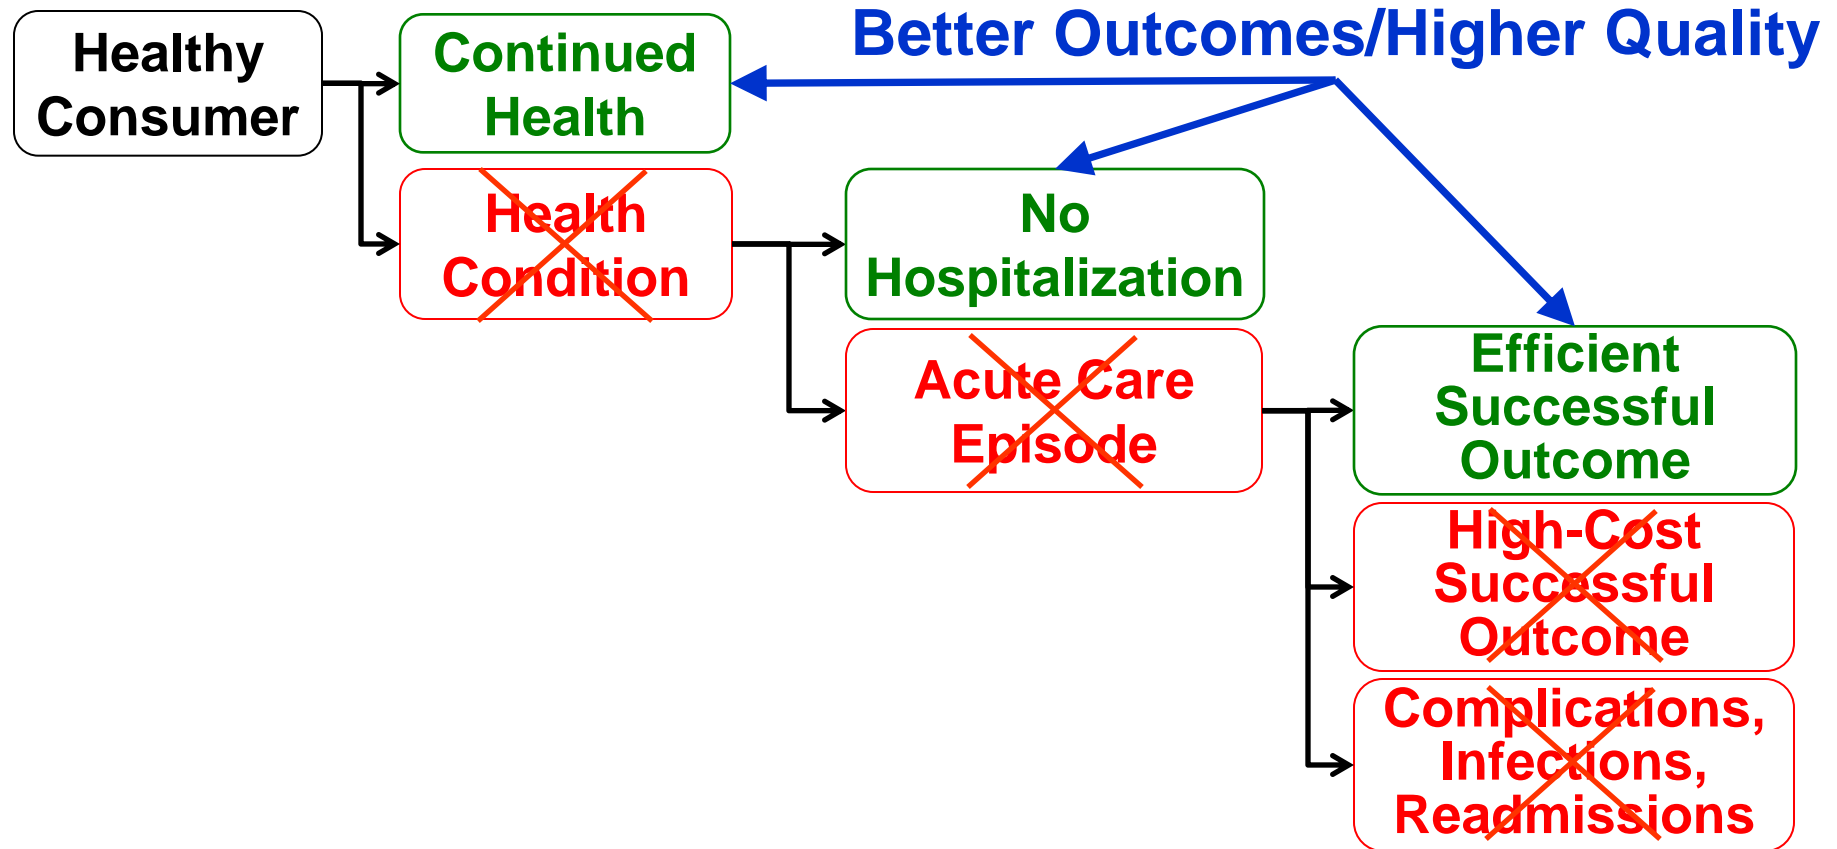 Better Outcomes/Higher Quality
Healthy
Consumer
Continued
Health
Health
Condition
No
Hospitalization
Acute Care
Episode
Efficient
Successful
Outcome
High-Cost
Successful
Outcome
Complications,
Infections,
Readmissions